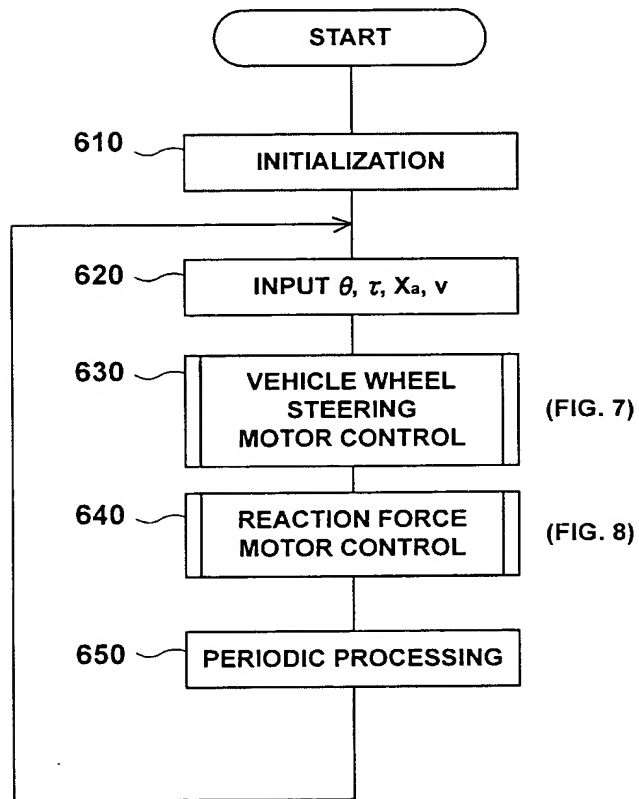 START
610
INITIALIZATION
620
INPUT θ, τ, Xa, v
630
VEHICLE WHEEL
STEERING
MOTOR CONTROL
(FIG. 7)
640
REACTION FORCE
MOTOR CONTROL
(FIG. 8)
650
PERIODIC PROCESSING